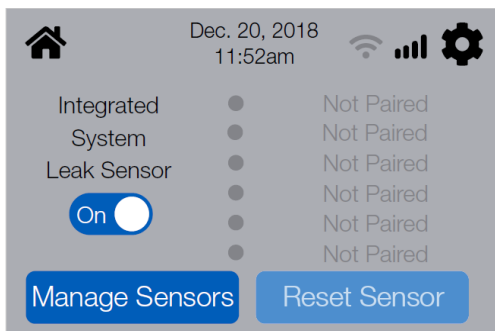 Dec. 20, 2018
11:52am
Integrated
System
Leak Sensor
On
Not Paired
Not Paired
Not Paired
Not Paired
Not Paired
Not Paired
Manage Sensors
Reset Sensor